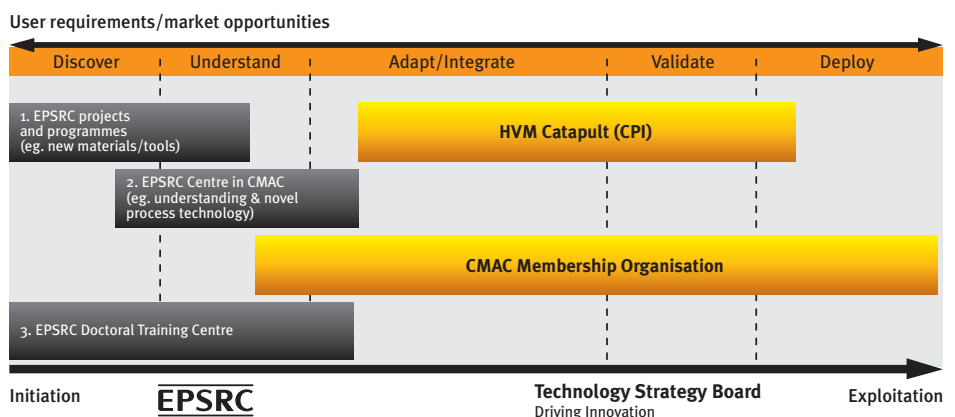 User requirements/market opportunities
Discover
Understand
Adapt/Integrate
Validate
Deploy
1. EPSRC projects
and programmes
(eg. new materials/tools)
HVM Catapult (CPI)
2. EPSRC Centre in CMAC
(eg. understanding & novel
process technology)
CMAC Membership Organisation
3. EPSRC Doctoral Training Centre
Initiation
EPSRC
Technology Strategy Board
Driving Innovation
Exploitation